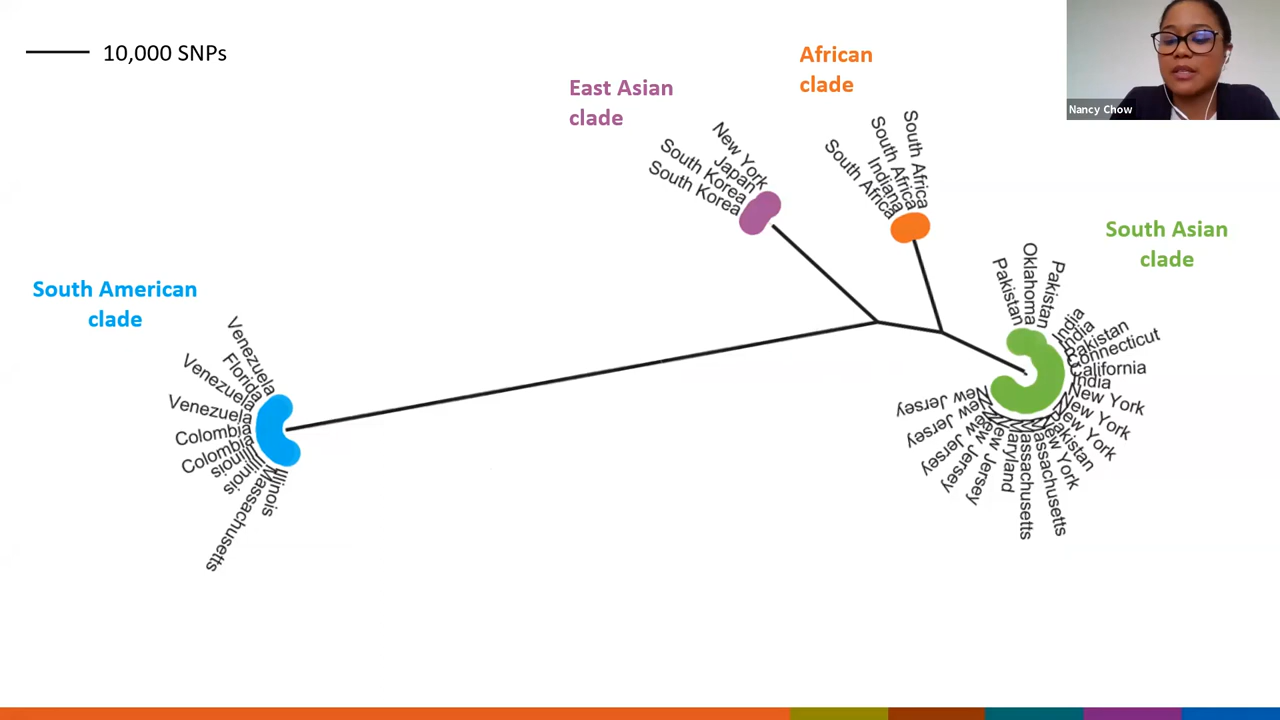 10,000 SNPs
African
clade
East Asian
clade
Nancy Chow
New York
Japan
South Korea
South Korea
South Africa
South Africa
Indiana
South Africa
South Asian
clade
South American
clade
Pakistan
Oklahoma
Pakistan
India
India
Pakistan
Connecticut
California
India
New York
New York
New York
Pakistan
New York
Massachusetts
Massachusetts
Maryland
New Jersey
New Jersey
New Jersey
New Jersey
New Jersey
Venezuela
Florida
Venezuela
Venezuela
Colombia
Colombia
Illinois
Illinois
Massachusetts
Illinois